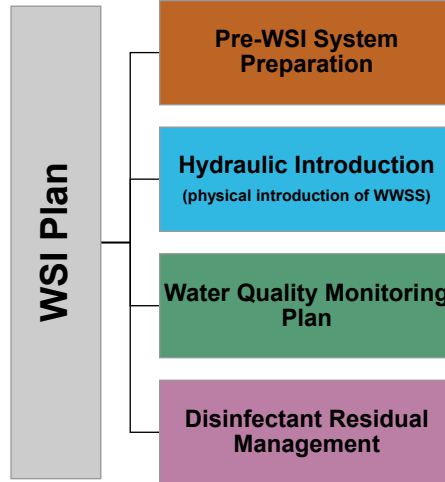 WSI Plan
Pre-WSI System
Preparation
Hydraulic Introduction
(physical introduction of WWSS)
Water Quality Monitoring
Plan
Disinfectant Residual
Management